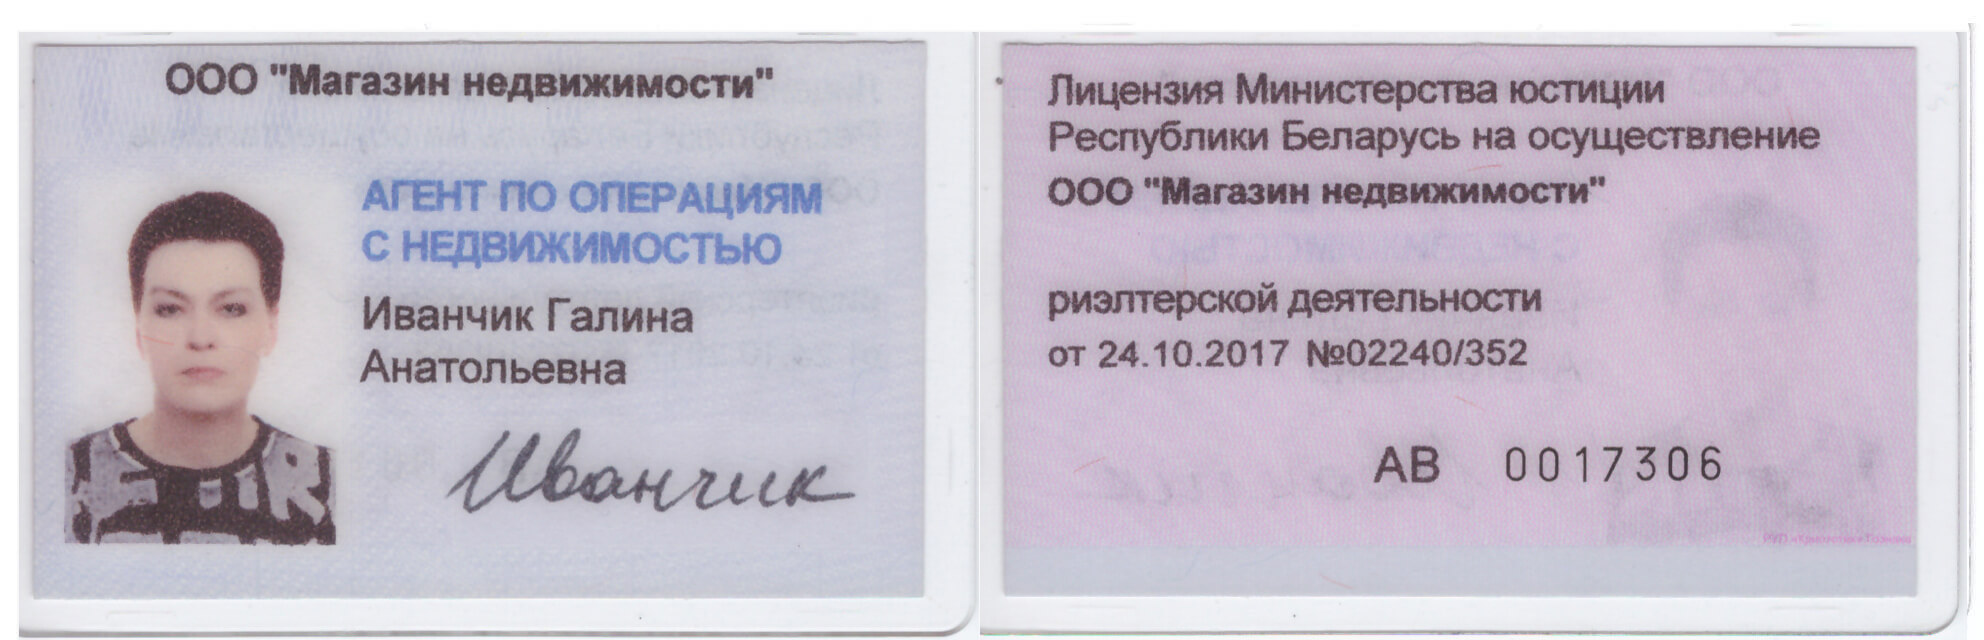 ООО "Магазин недвижимости"
АГЕНТ ПО ОПЕРАЦИЯМ
С НЕДВИЖИМОСТЬЮ
Иванчик Галина
Анатольевна
Иванчик
Лицензия Министерства юстиции
Республики Беларусь на осуществление
ООО "Магазин недвижимости"
риэлтерской деятельности
от 24.10.2017 №02240/352
АВ 0017306